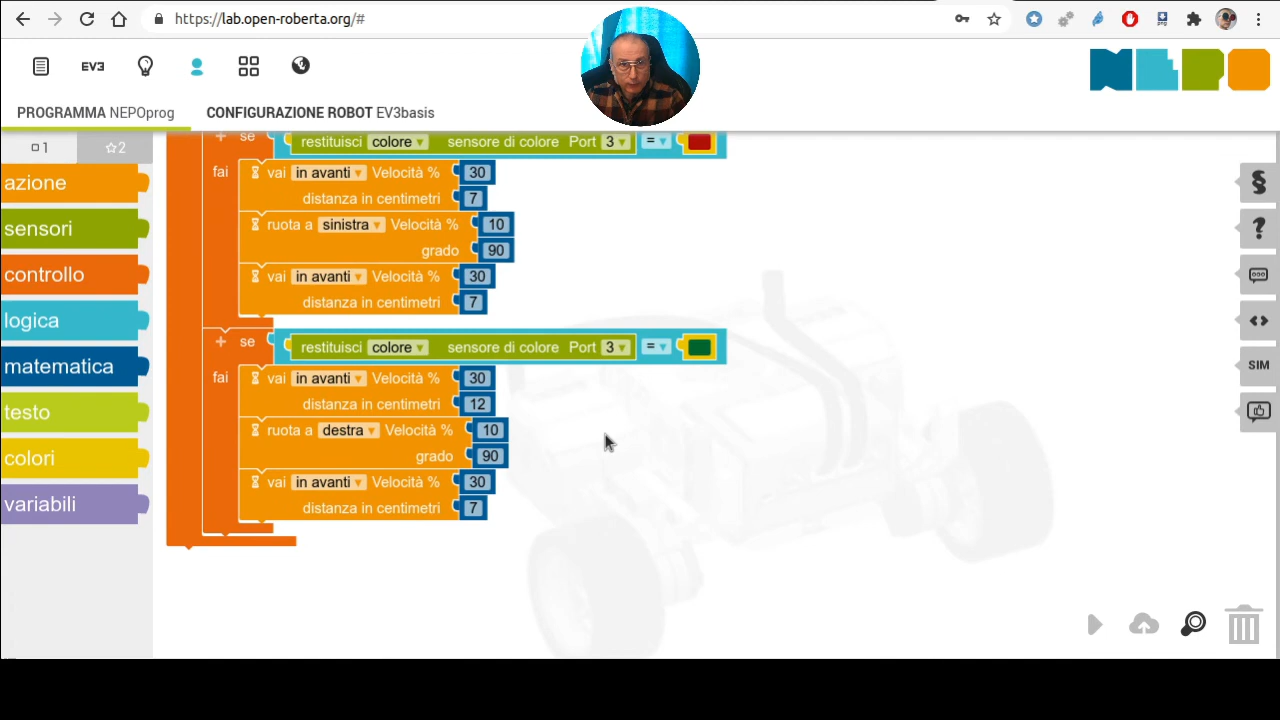 https://lab.open-roberta.org/#
EV3
PROGRAMMA NEPOprog
CONFIGURAZIONE ROBOT EV3basis
1
2
azione
sensori
controllo
logica
matematica
testo
colori
variabili
+ se restituisci colore sensore di colore Port 3 =
fai vai in avanti Velocità % 30
distanza in centimetri 7
ruota a sinistra Velocità % 10
grado 90
vai in avanti Velocità % 30
distanza in centimetri 7
+ se restituisci colore sensore di colore Port 3 =
fai vai in avanti Velocità % 30
distanza in centimetri 12
ruota a destra Velocità % 10
grado 90
vai in avanti Velocità % 30
distanza in centimetri 7
§
?
<>
SIM